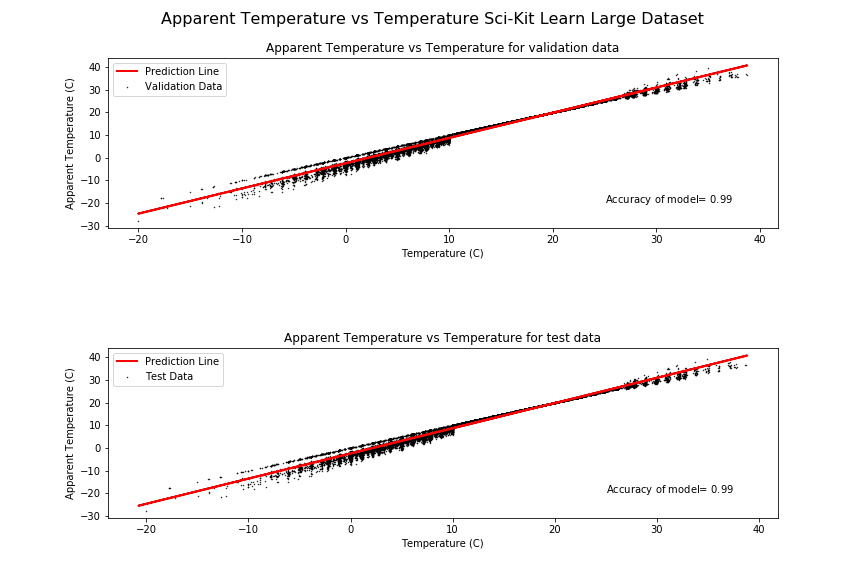 Apparent Temperature vs Temperature Sci-Kit Learn Large Dataset
Apparent Temperature vs Temperature for validation data
Apparent Temperature (C)
40
30
20
10
0
−10
−20
−30
Prediction Line
Validation Data
Accuracy of model= 0.99
−20
−10
0
10
20
30
40
Temperature (C)
Apparent Temperature vs Temperature for test data
Apparent Temperature (C)
40
30
20
10
0
−10
−20
−30
Prediction Line
Test Data
Accuracy of model= 0.99
−20
−10
0
10
20
30
40
Temperature (C)